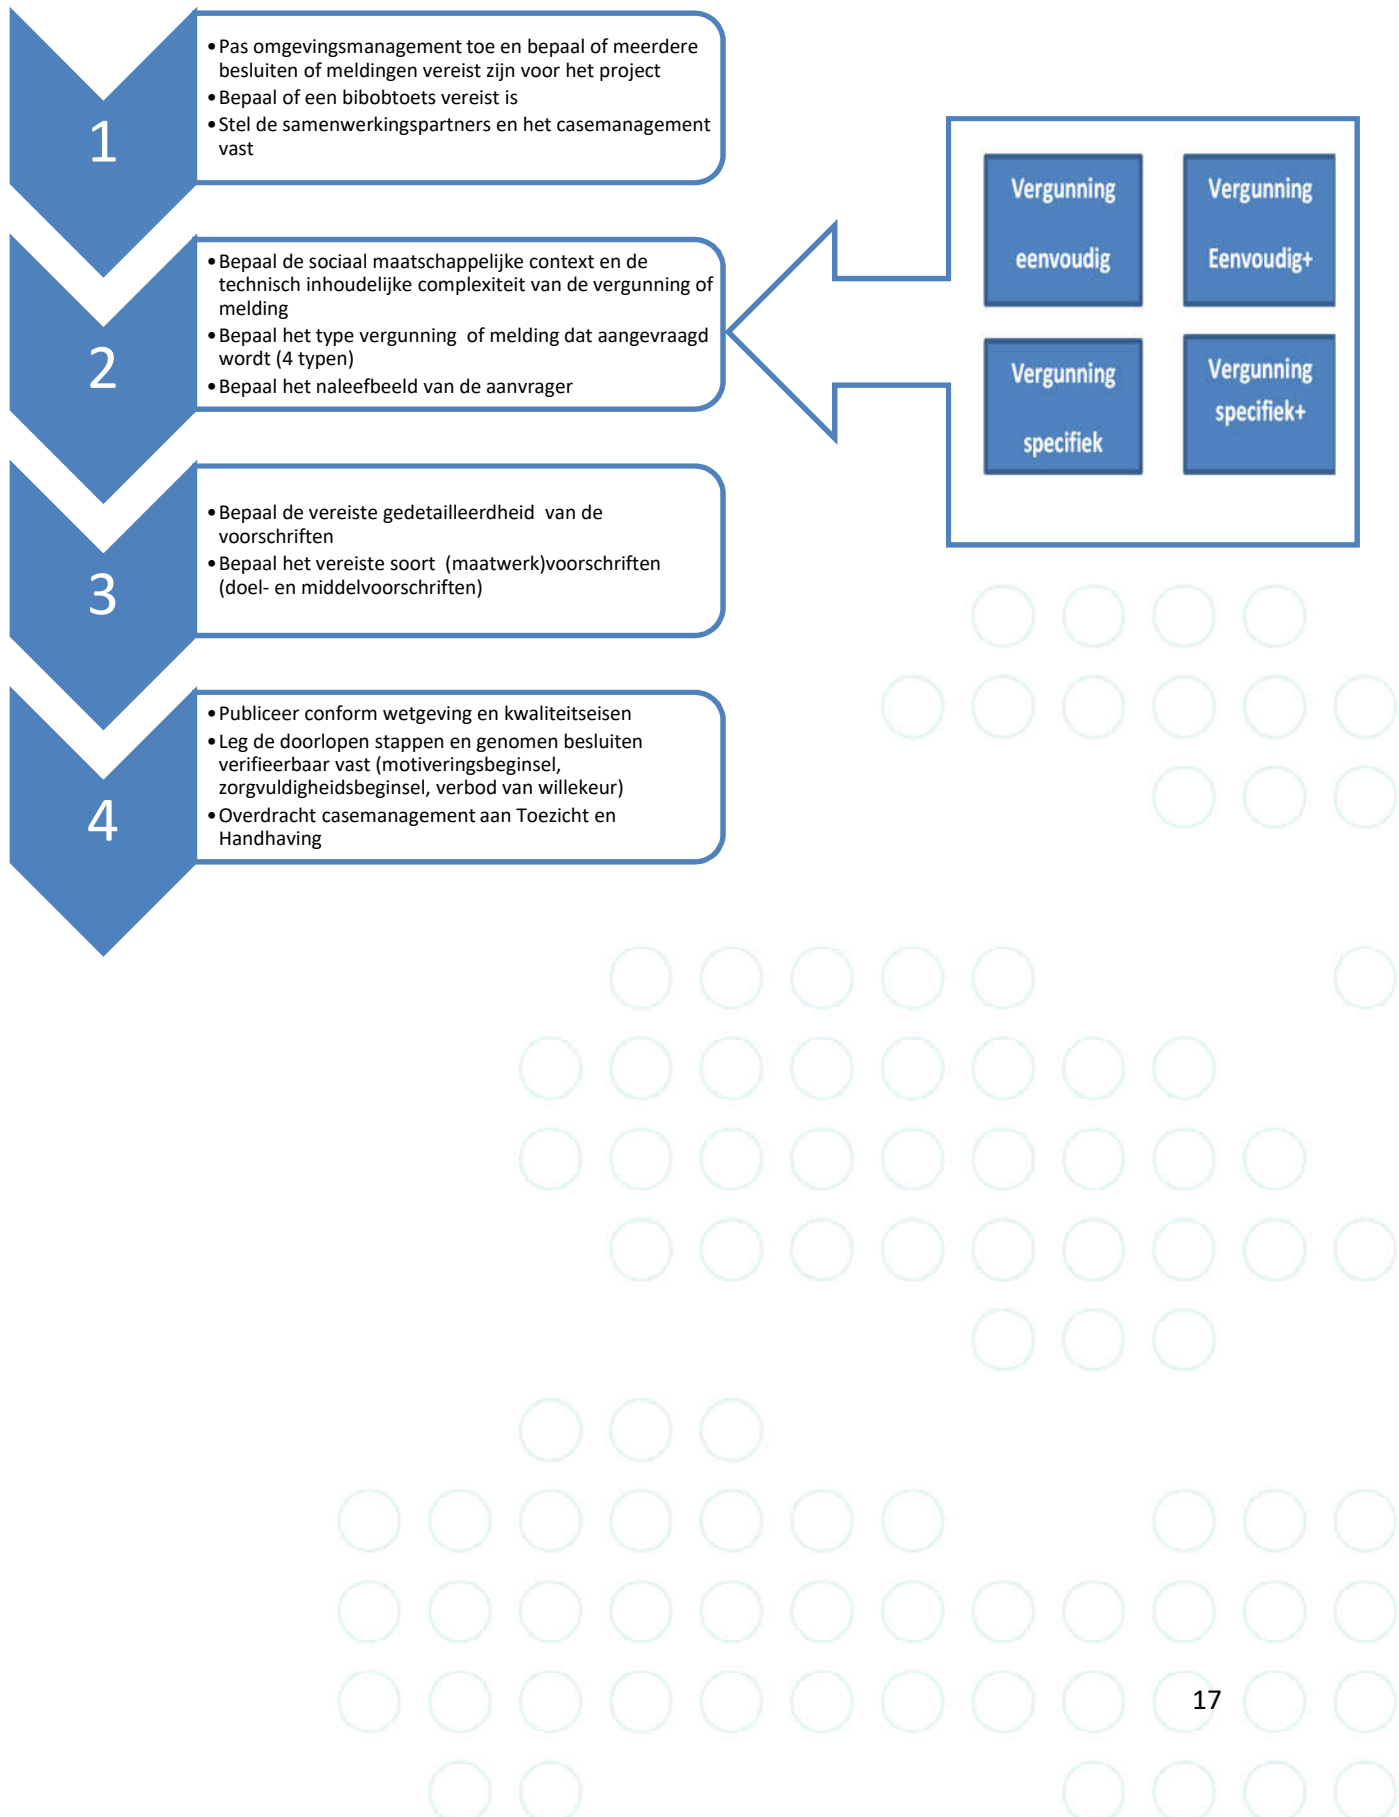 1
•Pas omgevingsmanagement toe en bepaal of meerdere
besluiten of meldingen vereist zijn voor het project
•Bepaal of een bibobtoets vereist is
•Stel de samenwerkingspartners en het casemanagement
vast
2
•Bepaal de sociaal maatschappelijke context en de
technisch inhoudelijke complexiteit van de vergunning of
melding
•Bepaal het type vergunning of melding dat aangevraagd
wordt (4 typen)
•Bepaal het naleefbeeld van de aanvrager
Vergunning
eenvoudig
Vergunning
Eenvoudig+
Vergunning
specifiek
Vergunning
specifiek+
3
•Bepaal de vereiste gedetailleerdheid van de
voorschriften
•Bepaal het vereiste soort (maatwerk)voorschriften
(doel- en middelvoorschriften)
4
•Publiceer conform wetgeving en kwaliteitseisen
•Leg de doorlopen stappen en genomen besluiten
verifieerbaar vast (motiveringsbeginsel,
zorgvuldigheidsbeginsel, verbod van willekeur)
•Overdracht casemanagement aan Toezicht en
Handhaving
17